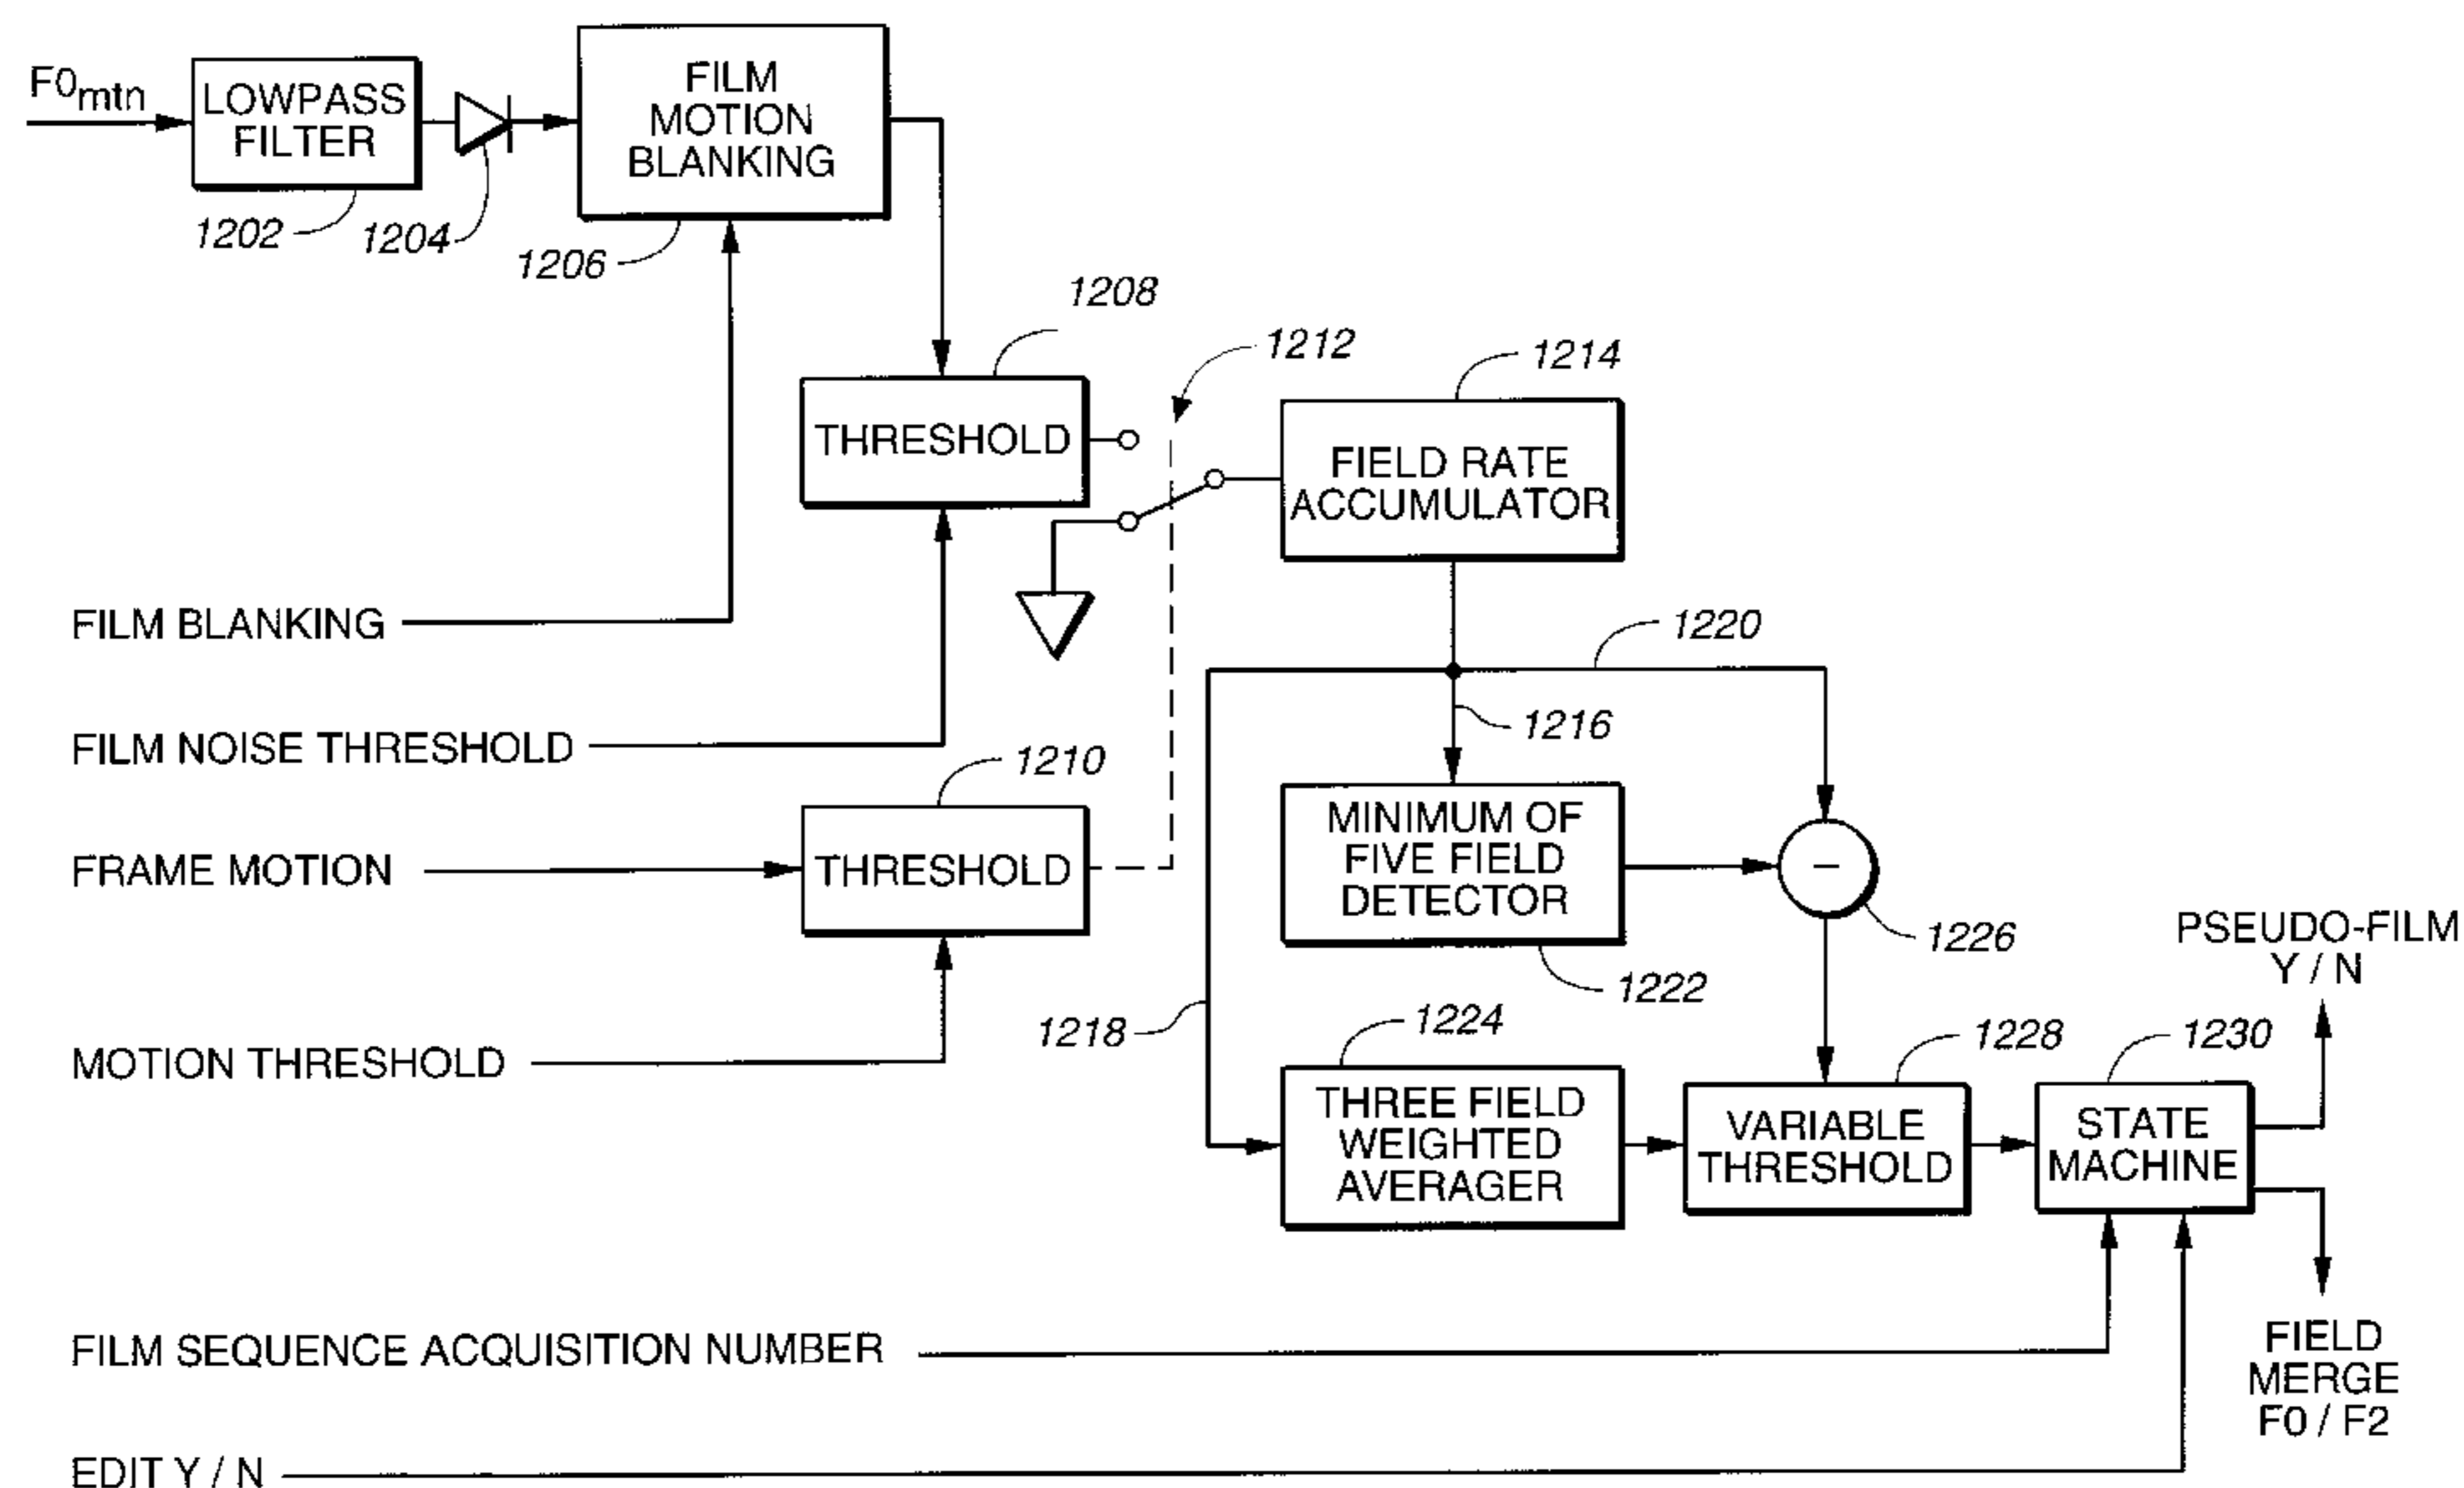 F0mtn
LOWPASS
FILTER
1202
1204
FILM
MOTION
BLANKING
1206
1208
THRESHOLD
1212
1214
FIELD RATE
ACCUMULATOR
FILM BLANKING
1220
1216
FILM NOISE THRESHOLD
1210
FRAME MOTION
THRESHOLD
MINIMUM OF
FIVE FIELD
DETECTOR
–
1226
1222
PSEUDO-FILM
Y / N
MOTION THRESHOLD
1218
1224
THREE FIELD
WEIGHTED
AVERAGER
1228
VARIABLE
THRESHOLD
1230
STATE
MACHINE
FILM SEQUENCE ACQUISITION NUMBER
FIELD
MERGE
F0 / F2
EDIT Y / N